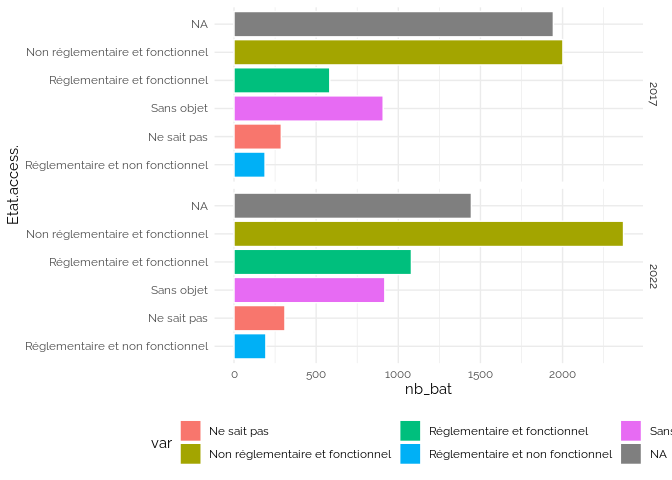 NA
Non réglementaire et fonctionnel
Réglementaire et fonctionnel
Sans objet
Ne sait pas
Réglementaire et non fonctionnel
2017
NA
Non réglementaire et fonctionnel
Réglementaire et fonctionnel
Sans objet
Ne sait pas
Réglementaire et non fonctionnel
2022
Etat.access.
0 500 1000 1500 2000
nb_bat
var
Ne sait pas Réglementaire et fonctionnel Sans
Non réglementaire et fonctionnel Réglementaire et non fonctionnel NA